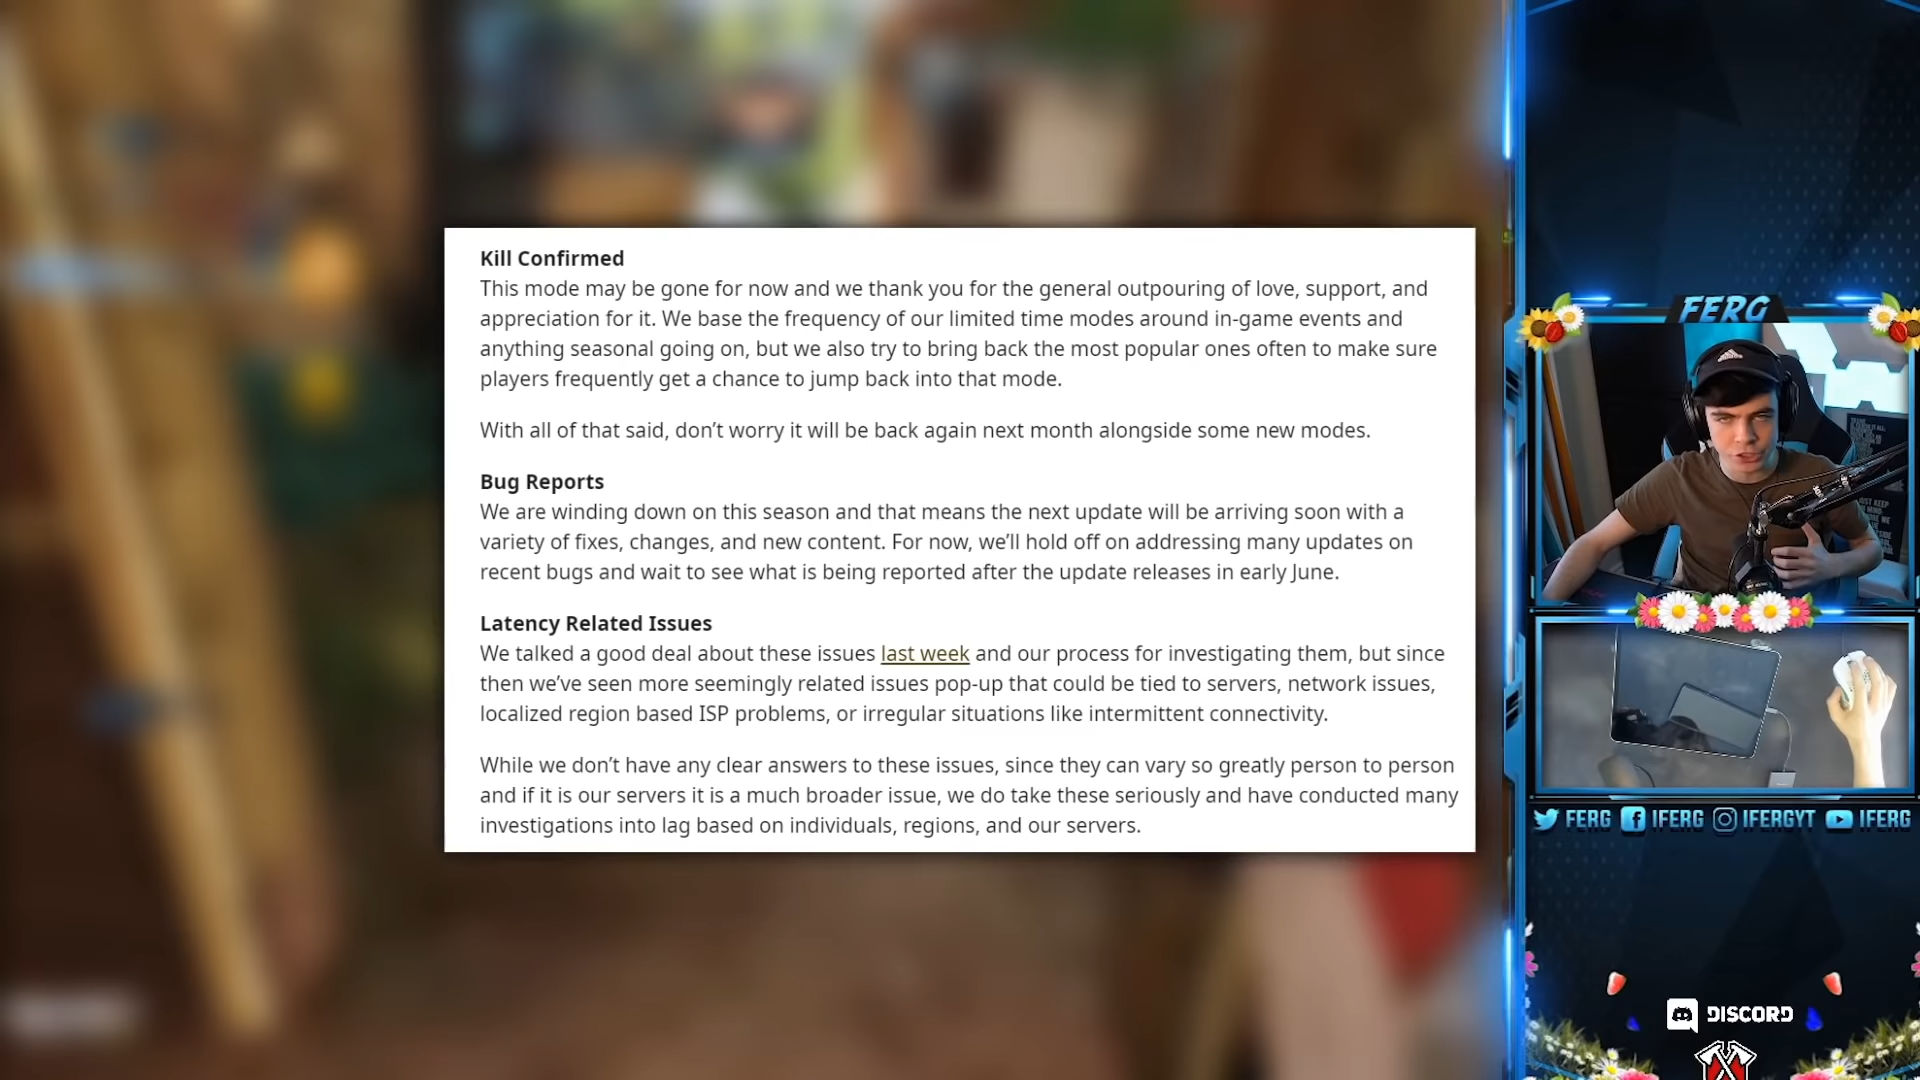 Kill Confirmed
This mode may be gone for now and we thank you for the general outpouring of love, support, and
appreciation for it. We base the frequency of our limited time modes around in-game events and
anything seasonal going on, but we also try to bring back the most popular ones often to make sure
players frequently get a chance to jump back into that mode.
With all of that said, don’t worry it will be back again next month alongside some new modes.
Bug Reports
We are winding down on this season and that means the next update will be arriving soon with a
variety of fixes, changes, and new content. For now, we’ll hold off on addressing many updates on
recent bugs and wait to see what is being reported after the update releases in early June.
Latency Related Issues
We talked a good deal about these issues last week and our process for investigating them, but since
then we’ve seen more seemingly related issues pop-up that could be tied to servers, network issues,
localized region based ISP problems, or irregular situations like intermittent connectivity.
While we don’t have any clear answers to these issues, since they can vary so greatly person to person
and if it is our servers it is a much broader issue, we do take these seriously and have conducted many
investigations into lag based on individuals, regions, and our servers.
FERG
FERG IFERG IFERGYT IFERG
DISCORD